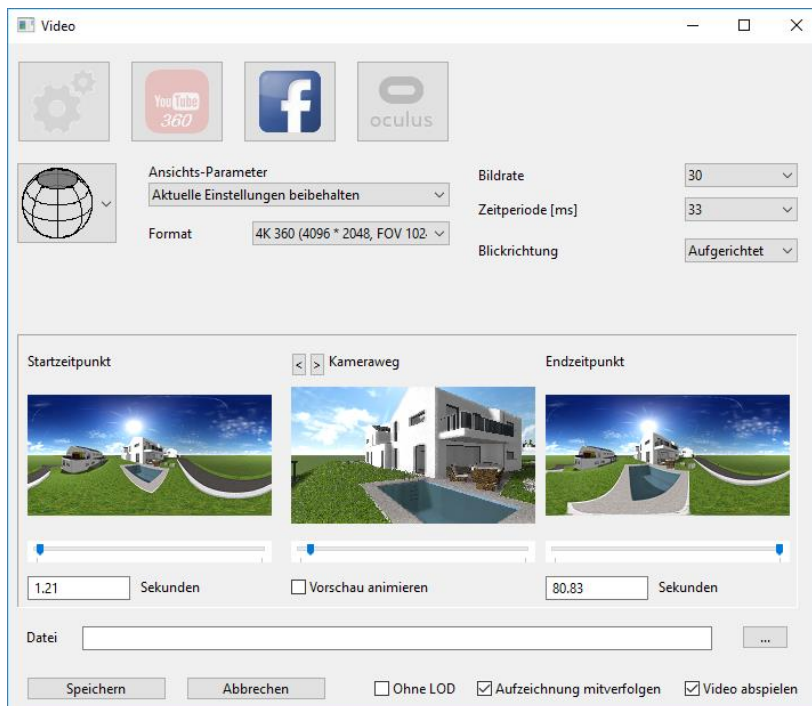 Video
You Tube
360
f
oculus
Ansichts-Parameter
Aktuelle Einstellungen beibehalten
Bildrate
30
Zeitperiode [ms]
33
Format
4K 360 (4096 * 2048, FOV 102
Blickrichtung
Aufgerichtet
Startzeitpunkt
< > Kameraweg
Endzeitpunkt
1.21 Sekunden
Vorschau animieren
80.83 Sekunden
Datei
...
Speichern
Abbrechen
Ohne LOD
Aufzeichnung mitverfolgen
Video abspielen